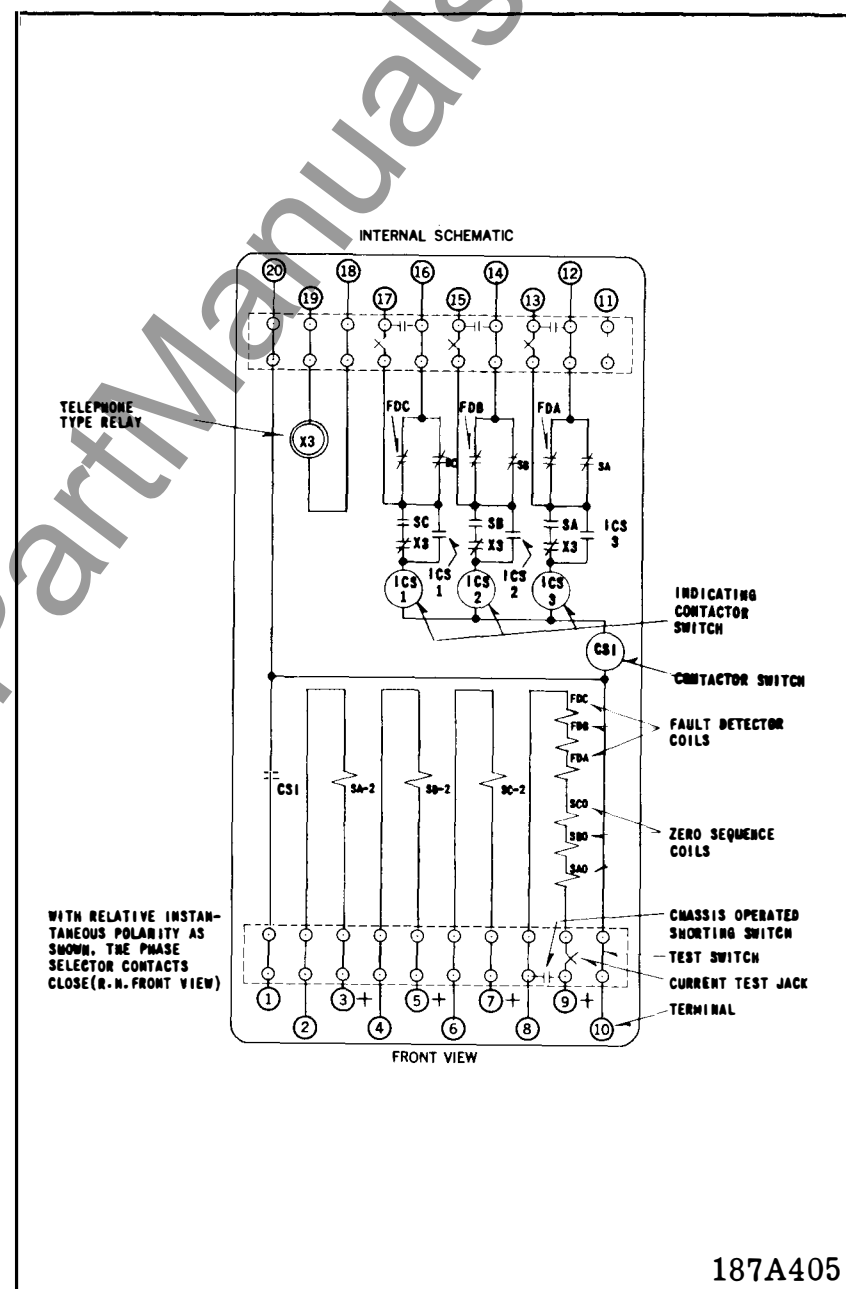 PartManuals
INTERNAL SCHEMATIC
20
18
16
14
12
19
17
15
13
11
TELEPHONE
TYPE RELAY
X3
FDC
FDB
FDA
SB
SA
SC
X3
SB
X3
SA
X3
ICS
3
ICS
1
ICS
2
ICS
1
ICS
2
ICS
3
INDICATING
CONTACTOR
SWITCH
CS1
CONTACTOR SWITCH
FDC
FDB
FDA
FAULT DETECTOR
COILS
CS1
SA-2
SB-2
SC-2
SCO
SBO
SAO
ZERO SEQUENCE
COILS
WITH RELATIVE INSTAN-
TANEOUS POLARITY AS
SHOWN, THE PHASE
SELECTOR CONTACTS
CLOSE(R.H.FRONT VIEW)
CHASSIS OPERATED
SHORTING SWITCH
TEST SWITCH
CURRENT TEST JACK
TERMINAL
1
3 +
5 +
7 +
9 +
2
4
6
8
10
FRONT VIEW
187A405